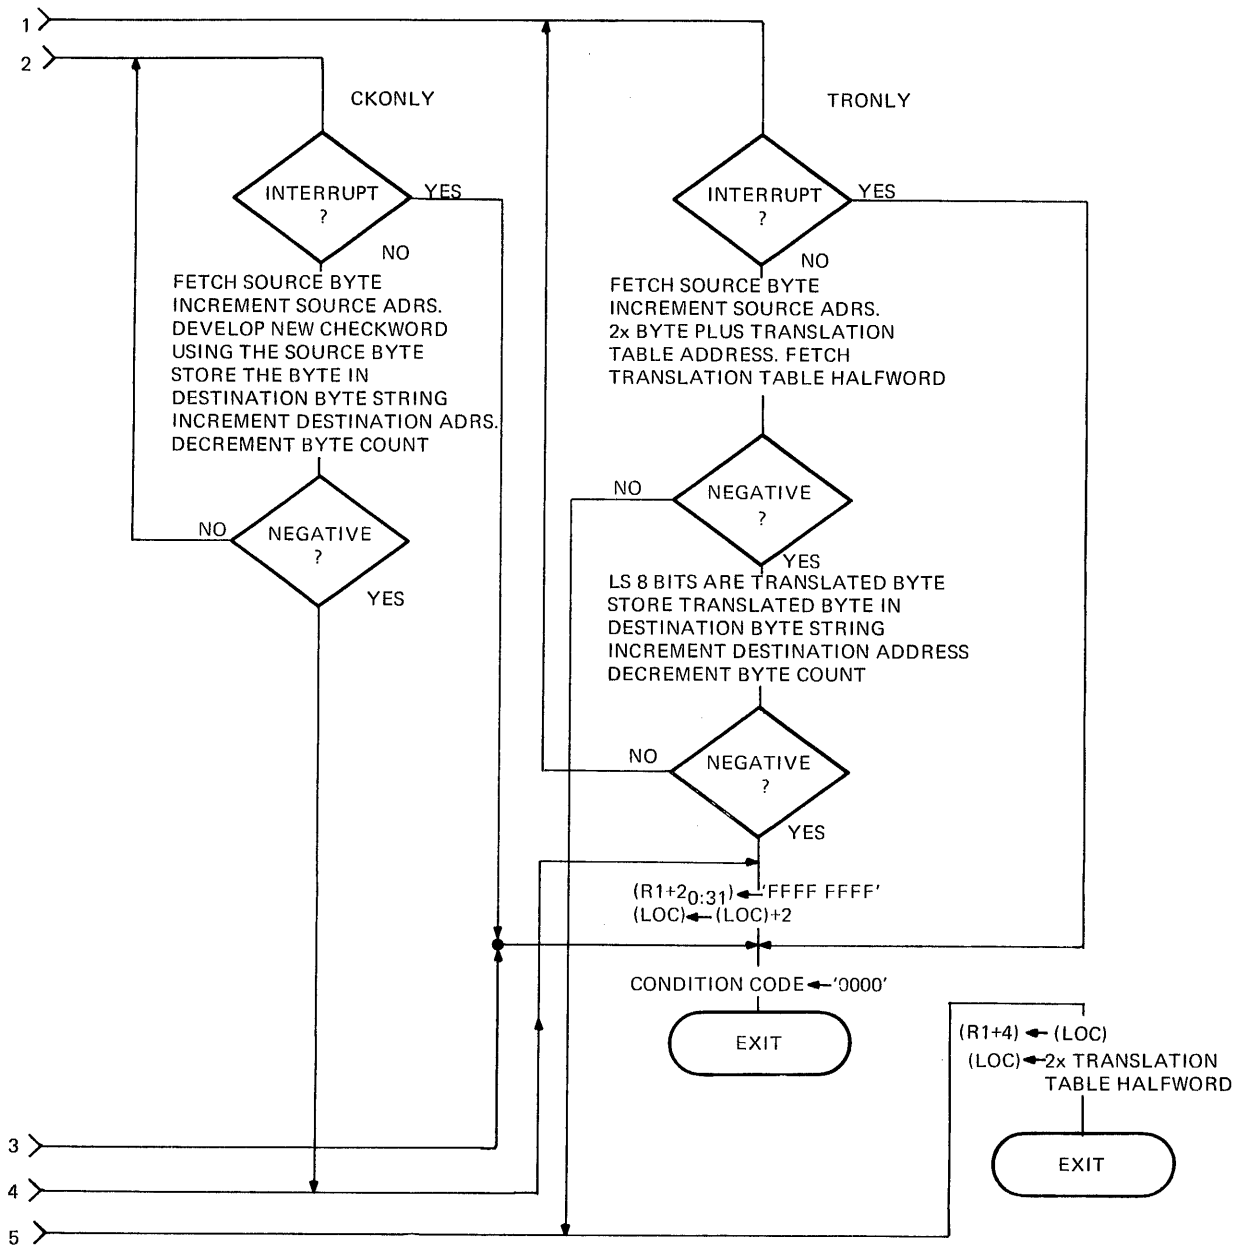 1
2
CKONLY
INTERRUPT
?
YES
NO
FETCH SOURCE BYTE
INCREMENT SOURCE ADRS.
DEVELOP NEW CHECKWORD
USING THE SOURCE BYTE
STORE THE BYTE IN
DESTINATION BYTE STRING
INCREMENT DESTINATION ADRS.
DECREMENT BYTE COUNT
NO
NEGATIVE
?
YES
TRONLY
INTERRUPT
?
YES
NO
FETCH SOURCE BYTE
INCREMENT SOURCE ADRS.
2x BYTE PLUS TRANSLATION
TABLE ADDRESS. FETCH
TRANSLATION TABLE HALFWORD
NO
NEGATIVE
?
YES
LS 8 BITS ARE TRANSLATED BYTE
STORE TRANSLATED BYTE IN
DESTINATION BYTE STRING
INCREMENT DESTINATION ADDRESS
DECREMENT BYTE COUNT
NO
NEGATIVE
?
YES
(R1+2 0:31)←'FFFF FFFF'
(LOC)←(LOC)+2
CONDITION CODE←'0000'
EXIT
(R1+4)←(LOC)
(LOC)←2x TRANSLATION
TABLE HALFWORD
EXIT
3
4
5